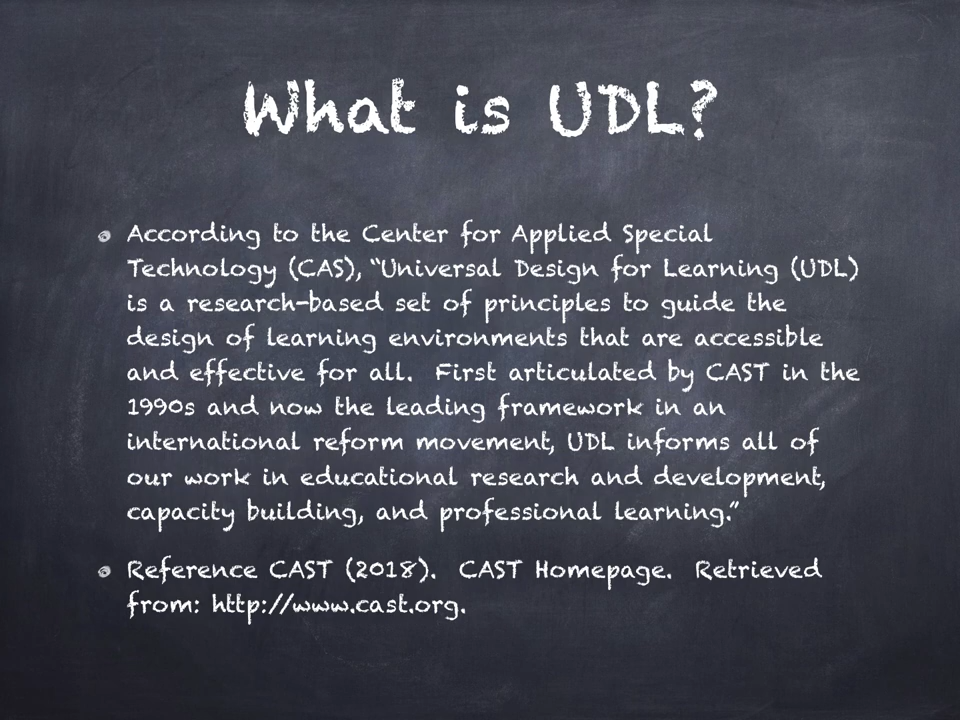 What is UDL?
According to the Center for Applied Special
Technology (CAS), “Universal Design for Learning (UDL)
is a research-based set of principles to guide the
design of learning environments that are accessible
and effective for all.  First articulated by CAST in the
1990s and now the leading framework in an
international reform movement, UDL informs all of
our work in educational research and development,
capacity building, and professional learning.”
Reference CAST (2018).  CAST Homepage.  Retrieved
from: http://www.cast.org.